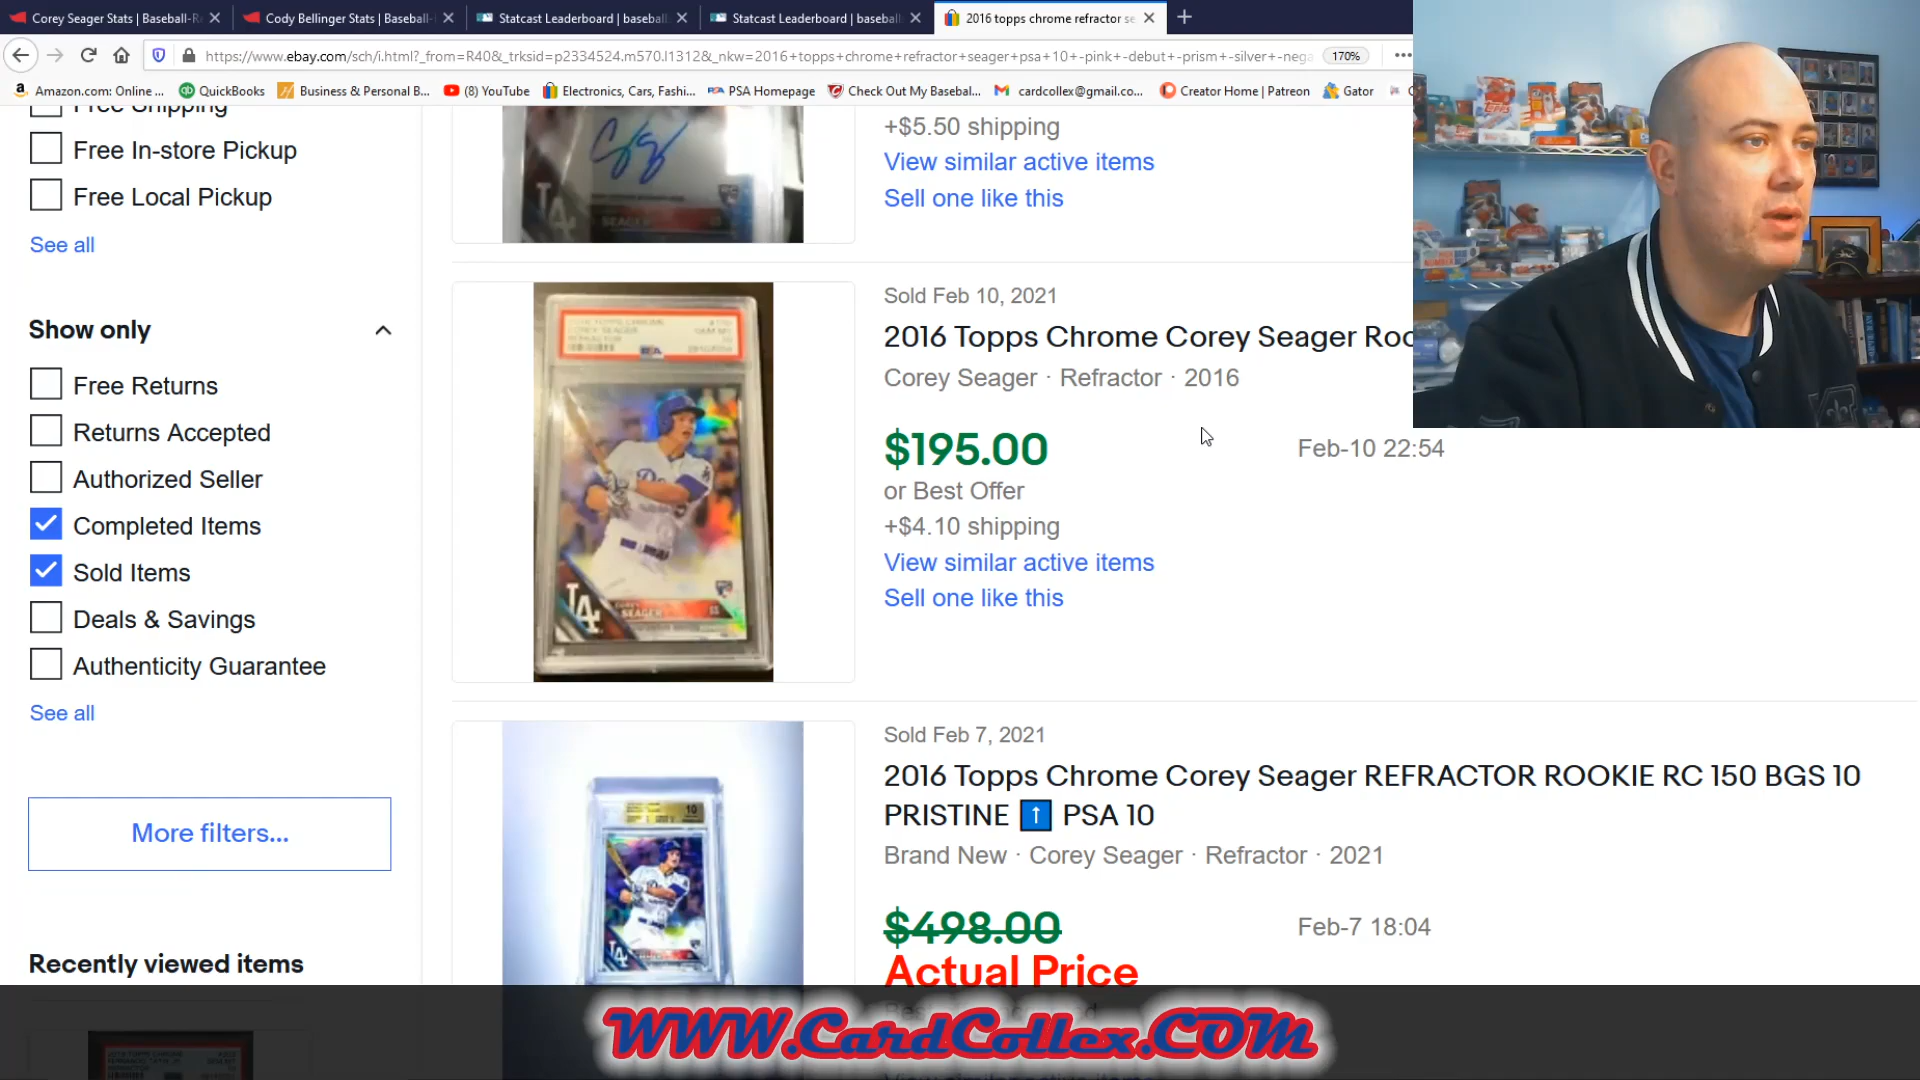 Corey Seager Stats | Baseball-R
Cody Bellinger Stats | Baseball-
Statcast Leaderboard | baseball
Statcast Leaderboard | baseball
2016 topps chrome refractor se
https://www.ebay.com/sch/i.html?_from=R40&_trksid=p2334524.m570.l1312&_nkw=2016+topps+chrome+refractor+seager+psa+10+-pink+-debut+-prism+-silver+-nega
170%
Amazon.com: Online ...
QuickBooks
Business & Personal B...
(8) YouTube
Electronics, Cars, Fashi...
PSA Homepage
Check Out My Basebal...
cardcollex@gmail.co...
Creator Home | Patreon
Gator
Free Shipping
Free In-store Pickup
Free Local Pickup
See all
Show only
Free Returns
Returns Accepted
Authorized Seller
Completed Items
Sold Items
Deals & Savings
Authenticity Guarantee
See all
More filters...
Recently viewed items
+$5.50 shipping
View similar active items
Sell one like this
Sold Feb 10, 2021
2016 Topps Chrome Corey Seager Roo
Corey Seager · Refractor · 2016
$195.00
Feb-10 22:54
or Best Offer
+$4.10 shipping
View similar active items
Sell one like this
Sold Feb 7, 2021
2016 Topps Chrome Corey Seager REFRACTOR ROOKIE RC 150 BGS 10
PRISTINE ⬆ PSA 10
Brand New · Corey Seager · Refractor · 2021
$498.00
Feb-7 18:04
Actual Price
LA
SEAGER
LA
WWW.CardCollex.COM